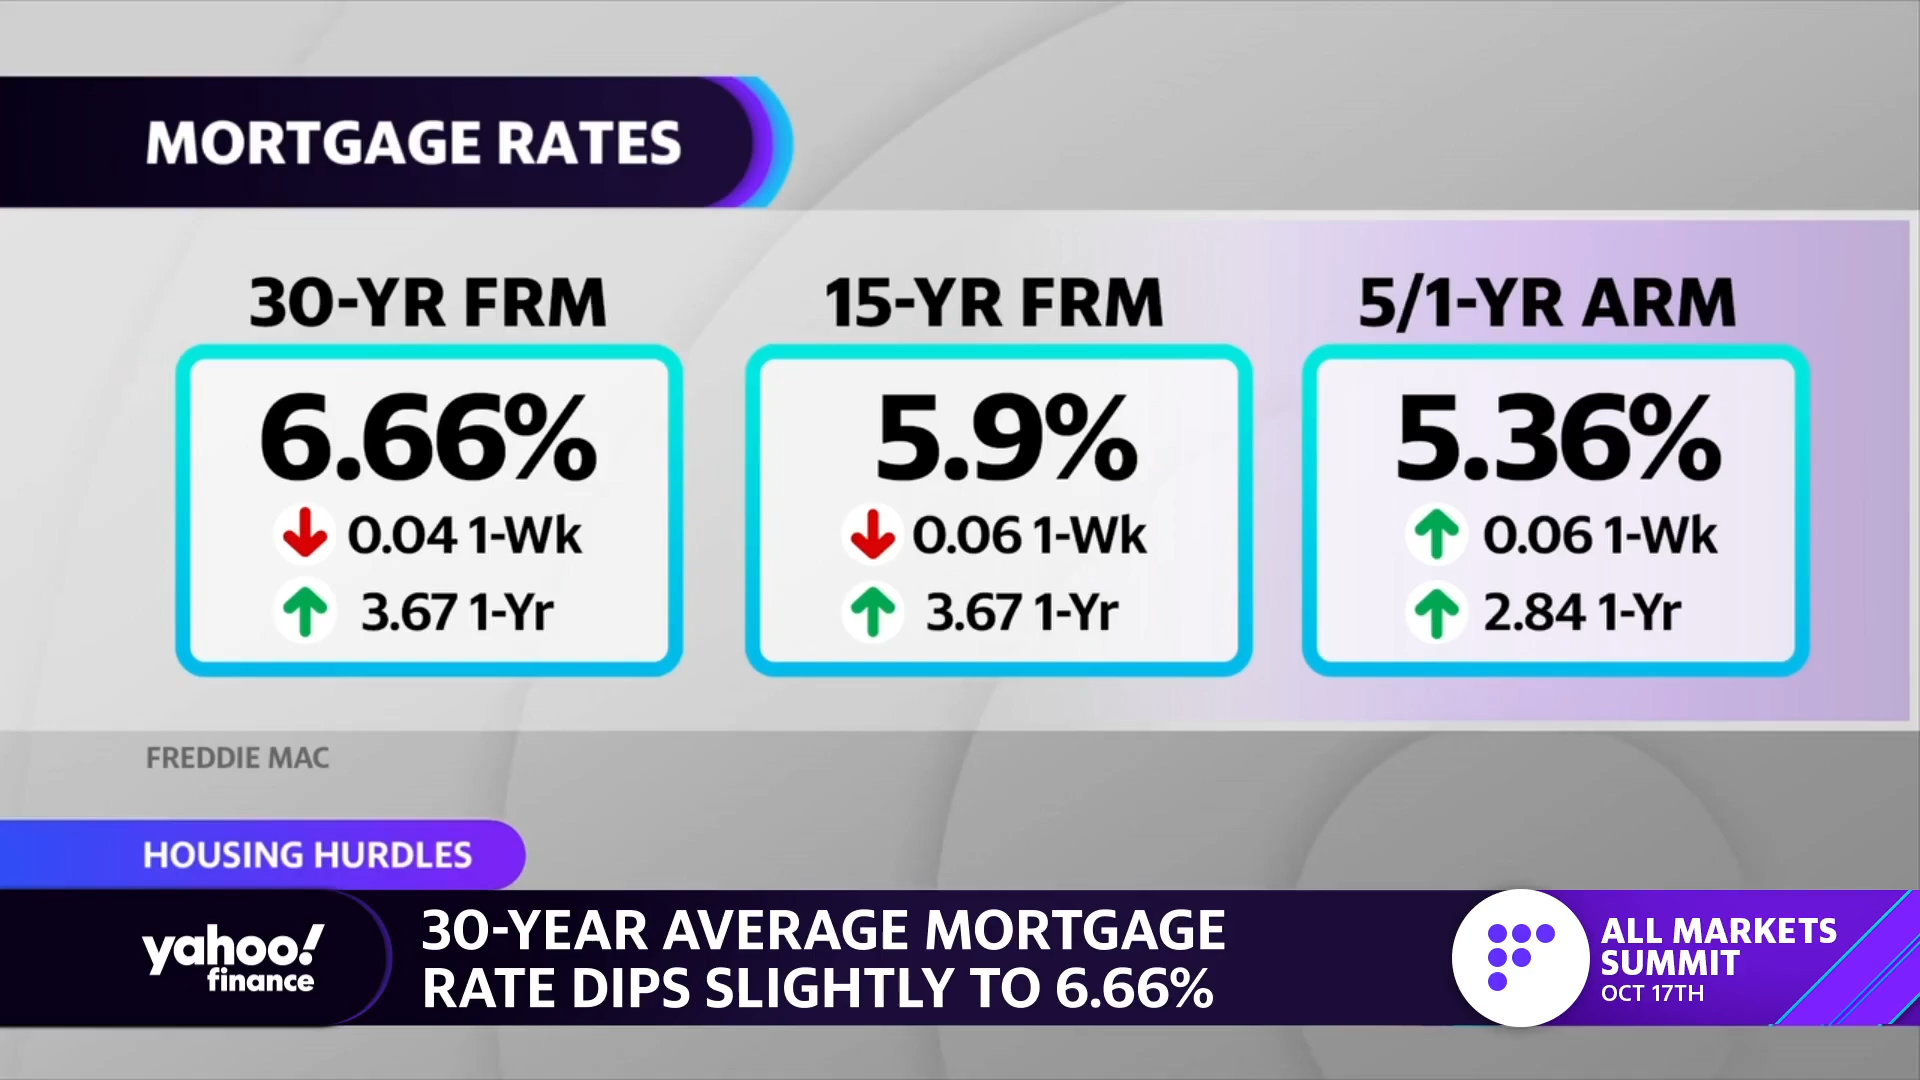 MORTGAGE RATES
30-YR FRM
6.66%
0.04 1-Wk
3.67 1-Yr
15-YR FRM
5.9%
0.06 1-Wk
3.67 1-Yr
5/1-YR ARM
5.36%
0.06 1-Wk
2.84 1-Yr
FREDDIE MAC
HOUSING HURDLES
yahoo!
finance
30-YEAR AVERAGE MORTGAGE
RATE DIPS SLIGHTLY TO 6.66%
ALL MARKETS
SUMMIT
OCT 17TH